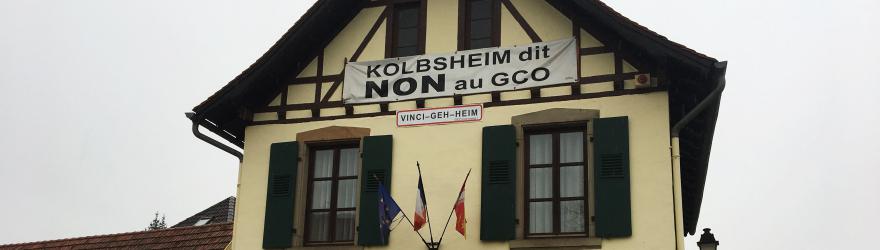 KOLBSHEIM dit
NON au GCO
VINCI-GEH-HEIM